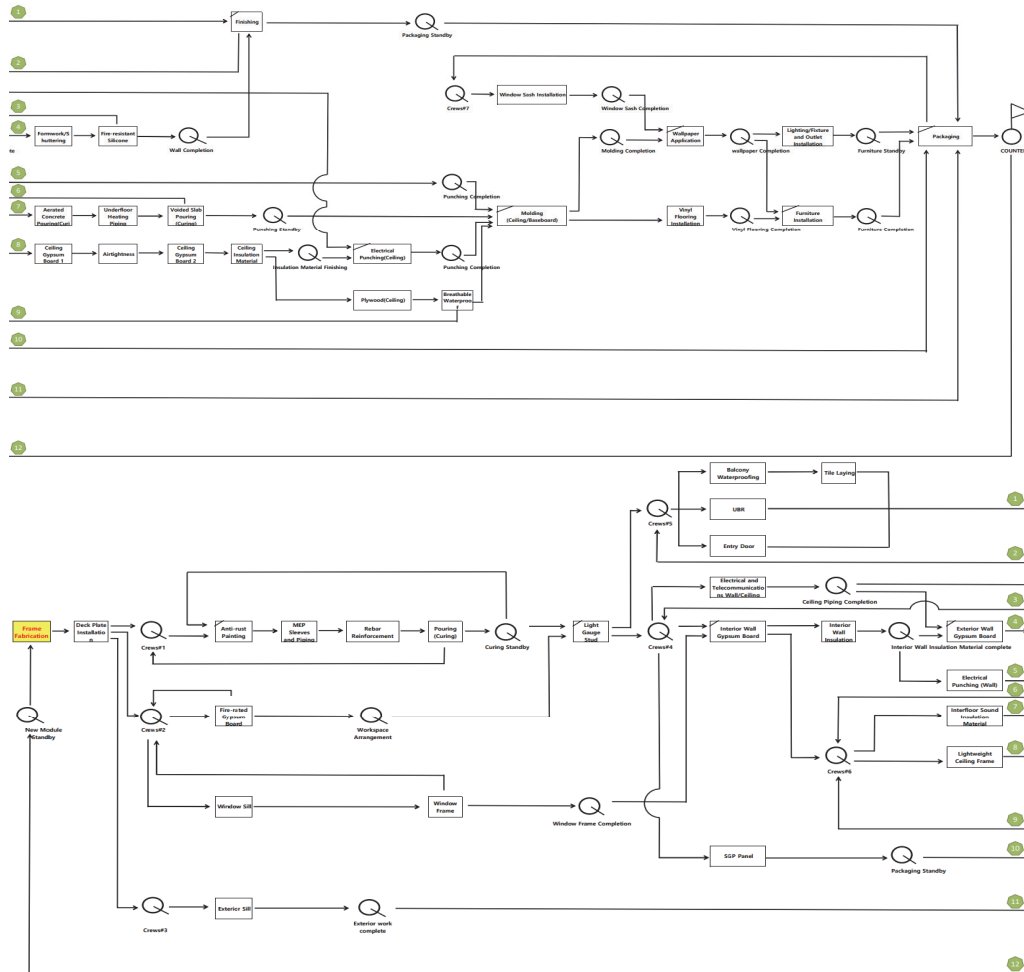 1
Finishing
Packaging Standby
2
Crews#7
Window Sash Installation
Window Sash Completion
3
4
te
Formwork/S
huttering
Fire-resistant
Silicone
Wall Completion
Molding Completion
Wallpaper
Application
wallpaper Completion
Lighting/Fixture
and Outlet
Installation
Furniture Standby
Packaging
COUNTE
5
Punching Completion
6
7
Aerated
Concrete
Pouring(Curi
Underfloor
Heating
Piping
Voided Slab
Pouring
(Curing)
Punshing Standby
Molding
(Ceiling/Baseboard)
Vinyl
Flooring
Installation
Vinyl Flooring Completion
Furniture
Installation
Furniture Completion
8
Ceiling
Gypsum
Board 1
Airtightness
Ceiling
Gypsum
Board 2
Ceiling
Insulation
Material
Insulation Material Finishing
Electrical
Punching(Ceiling)
Punching Completion
Plywood(Ceiling)
Breathable
Waterproo
9
10
11
12
Balcony
Waterproofing
Tile Laying
Crews#5
UBR
1
Entry Door
2
Electrical and
Telecommunicatio
ns Wall/Ceiling
Ceiling Piping Completion
3
Frame
Fabrication
Deck Plate
Installatio
n
Crews#1
Anti-rust
Painting
MEP
Sleeves
and Piping
Rebar
Reinforcement
Pouring
(Curing)
Curing Standby
Light
Gauge
Stud
Crews#4
Interior Wall
Gypsum Board
Interior
Wall
Insulation
Interior Wall Insulation Material complete
Exterior Wall
Gypsum Board
4
Electrical
Punching (Wall)
5
6
New Module
Standby
Crews#2
Fire-rated
Gypsum
Board
Workspace
Arrangement
Interfloor Sound
Insulation
Material
7
Crews#6
Lightweight
Ceiling Frame
8
Window Sill
Window
Frame
Window Frame Completion
9
SGP Panel
Packaging Standby
10
Crews#3
Exterior Sill
Exterior work
complete
11
12